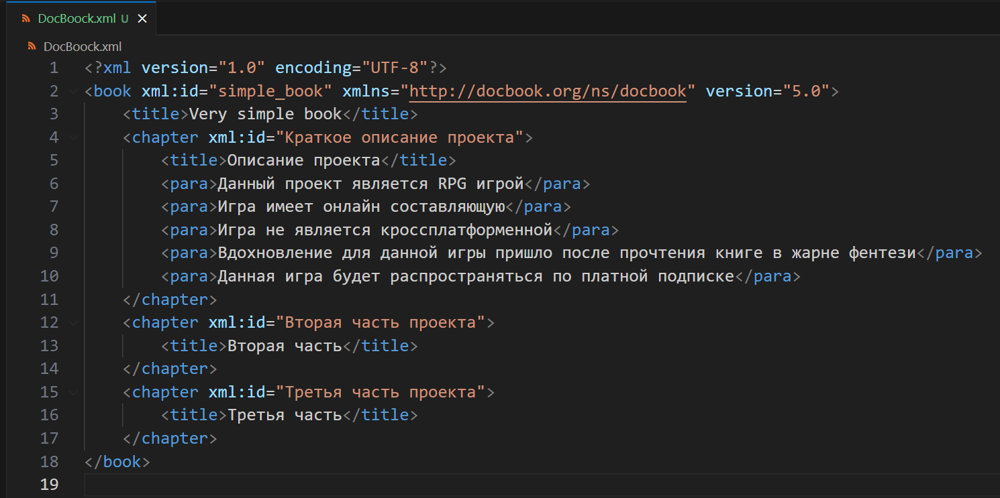 DocBoock.xml U
DocBoock.xml
1 <?xml version="1.0" encoding="UTF-8"?>
2 <book xml:id="simple_book" xmlns="http://docbook.org/ns/docbook" version="5.0">
3 <title>Very simple book</title>
4 <chapter xml:id="Краткое описание проекта">
5 <title>Описание проекта</title>
6 <para>Данный проект является RPG игрой</para>
7 <para>Игра имеет онлайн составляющую</para>
8 <para>Игра не является кроссплатформенной</para>
9 <para>Вдохновление для данной игры пришло после прочтения книге в жарне фентези</para>
10 <para>Данная игра будет распространяться по платной подписке</para>
11 </chapter>
12 <chapter xml:id="Вторая часть проекта">
13 <title>Вторая часть</title>
14 </chapter>
15 <chapter xml:id="Третья часть проекта">
16 <title>Третья часть</title>
17 </chapter>
18 </book>
19